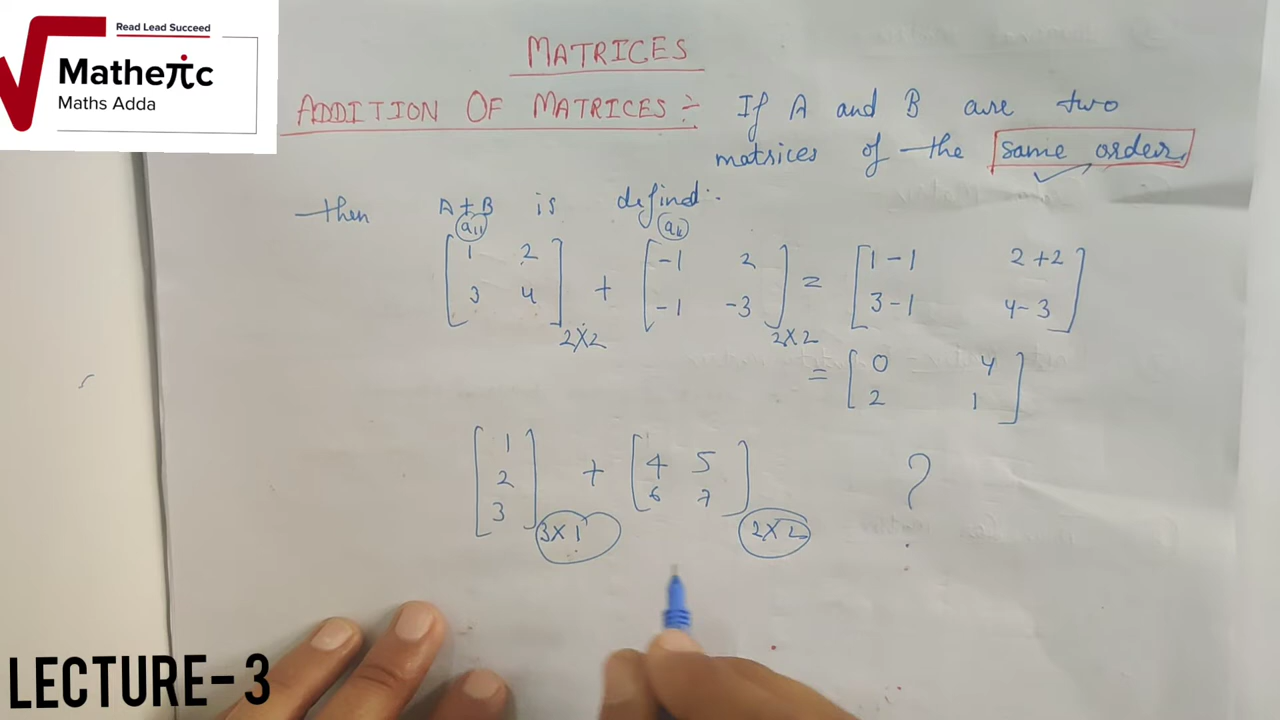 Read Lead Succeed
Matheπc
Maths Adda
MATRICES
ADDITION OF MATRICES :- If A and B are two
matrices of the same order.
then A+B is defined.
a11 a11
[1 2 3 4]2×2 + [-1 2 -1 -3]2×2 = [1-1 2+2 3-1 4-3]
= [0 4 2 1]
[1 2 3]3×1 + [4 5 6 7]2×2 ?
LECTURE-3